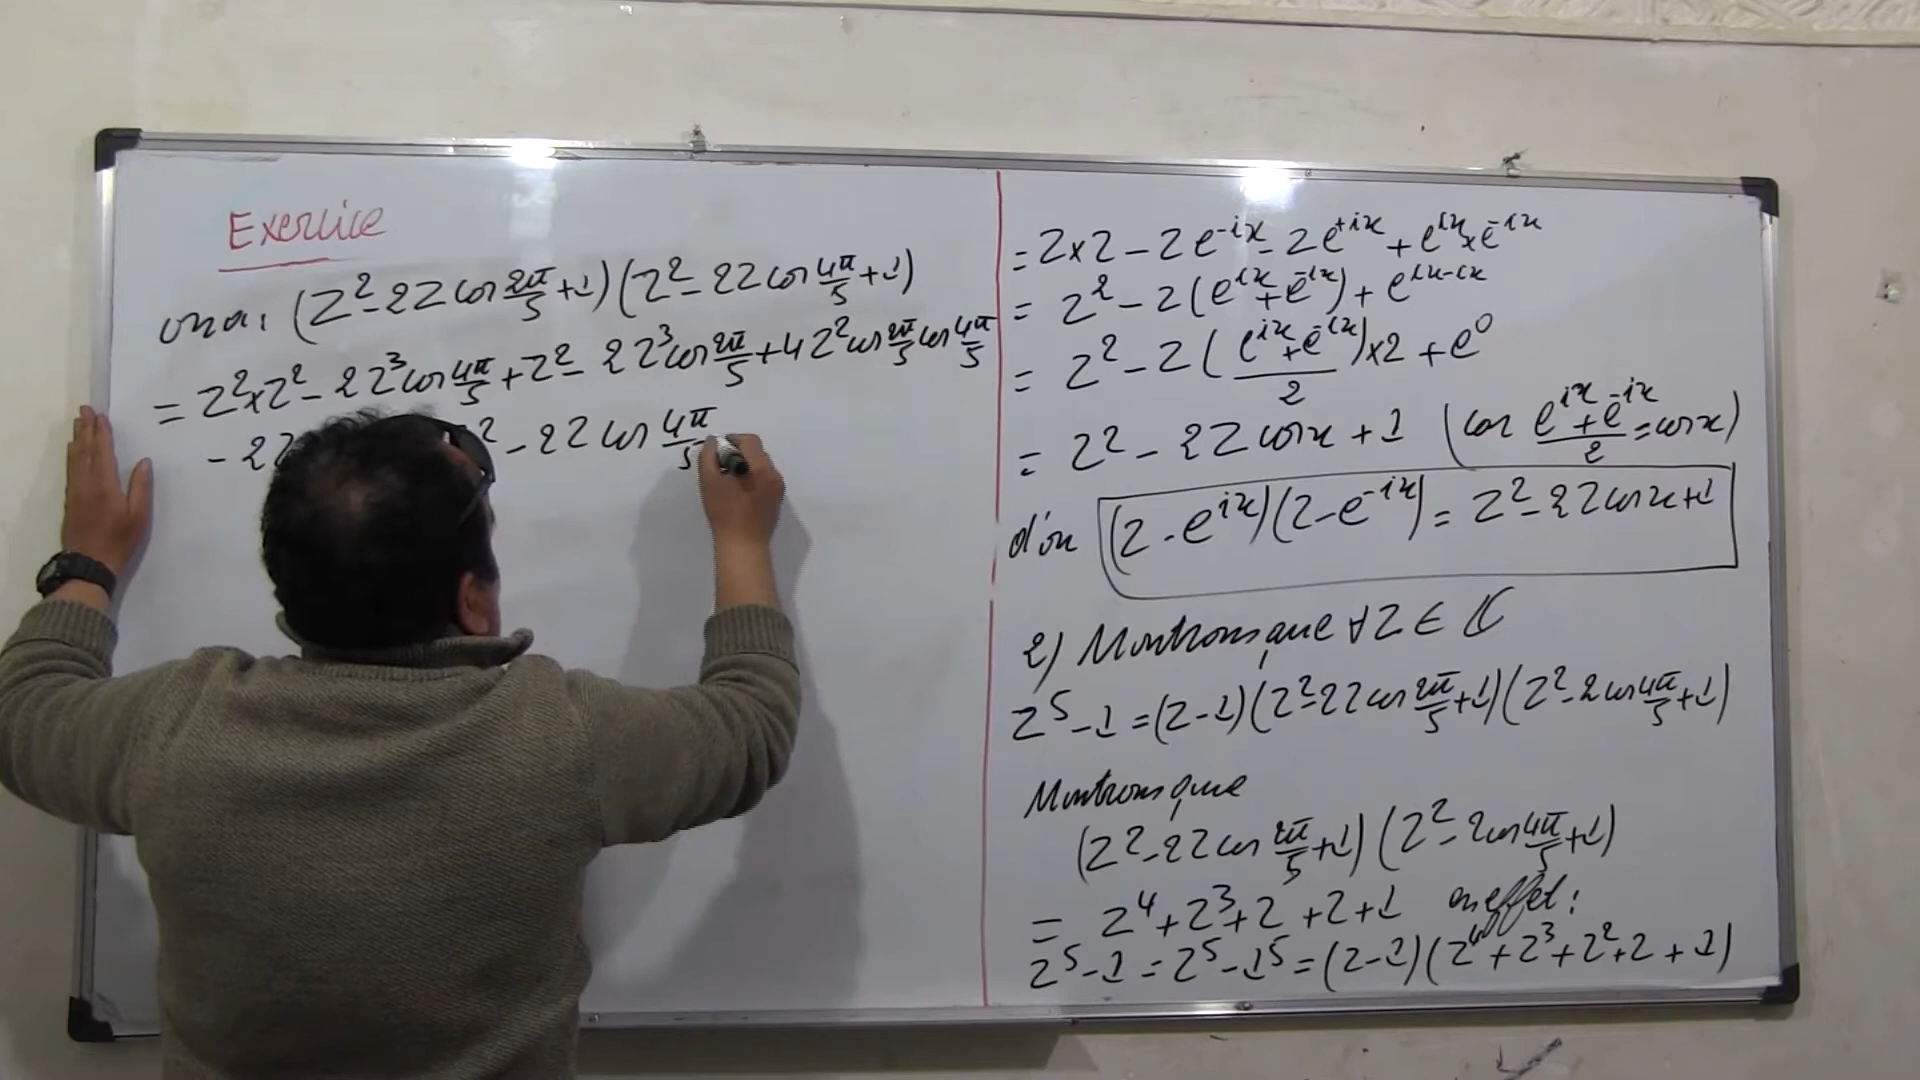 Exercice
on a : (Z² - 2Z cos 2π/5 + 1)(Z² - 2Z cos 4π/5 + 1)
= Z² × Z² - 2Z³ cos 4π/5 + Z² - 2Z³ cos 2π/5 + 4Z² cos 2π/5 cos 4π/5
- 2Z ² - 2Z cos 4π/5
= Z×Z - Z e^-ix - Z e^+ix + e^ix × e^-ix
= Z² - Z (e^ix + e^-ix) + e^ix-ix
= Z² - Z ( (e^ix + e^-ix)/2 ) × 2 + e^0
= Z² - 2Z cos x + 1 (car (e^ix + e^-ix)/2 = cos x)
d'où (Z - e^ix)(Z - e^-ix) = Z² - 2Z cos x + 1
2) Montrons que ∀Z ∈ ℂ
Z⁵ - 1 = (Z - 1)(Z² - 2Z cos 2π/5 + 1)(Z² - 2 cos 4π/5 + 1)
Montrons que
(Z² - 2Z cos 2π/5 + 1)(Z² - 2 cos 4π/5 + 1)
= Z⁴ + Z³ + Z + Z + 1 en effet :
Z⁵ - 1 = Z⁵ - 1⁵ = (Z - 1)(Z⁴ + Z³ + Z² + Z + 1)